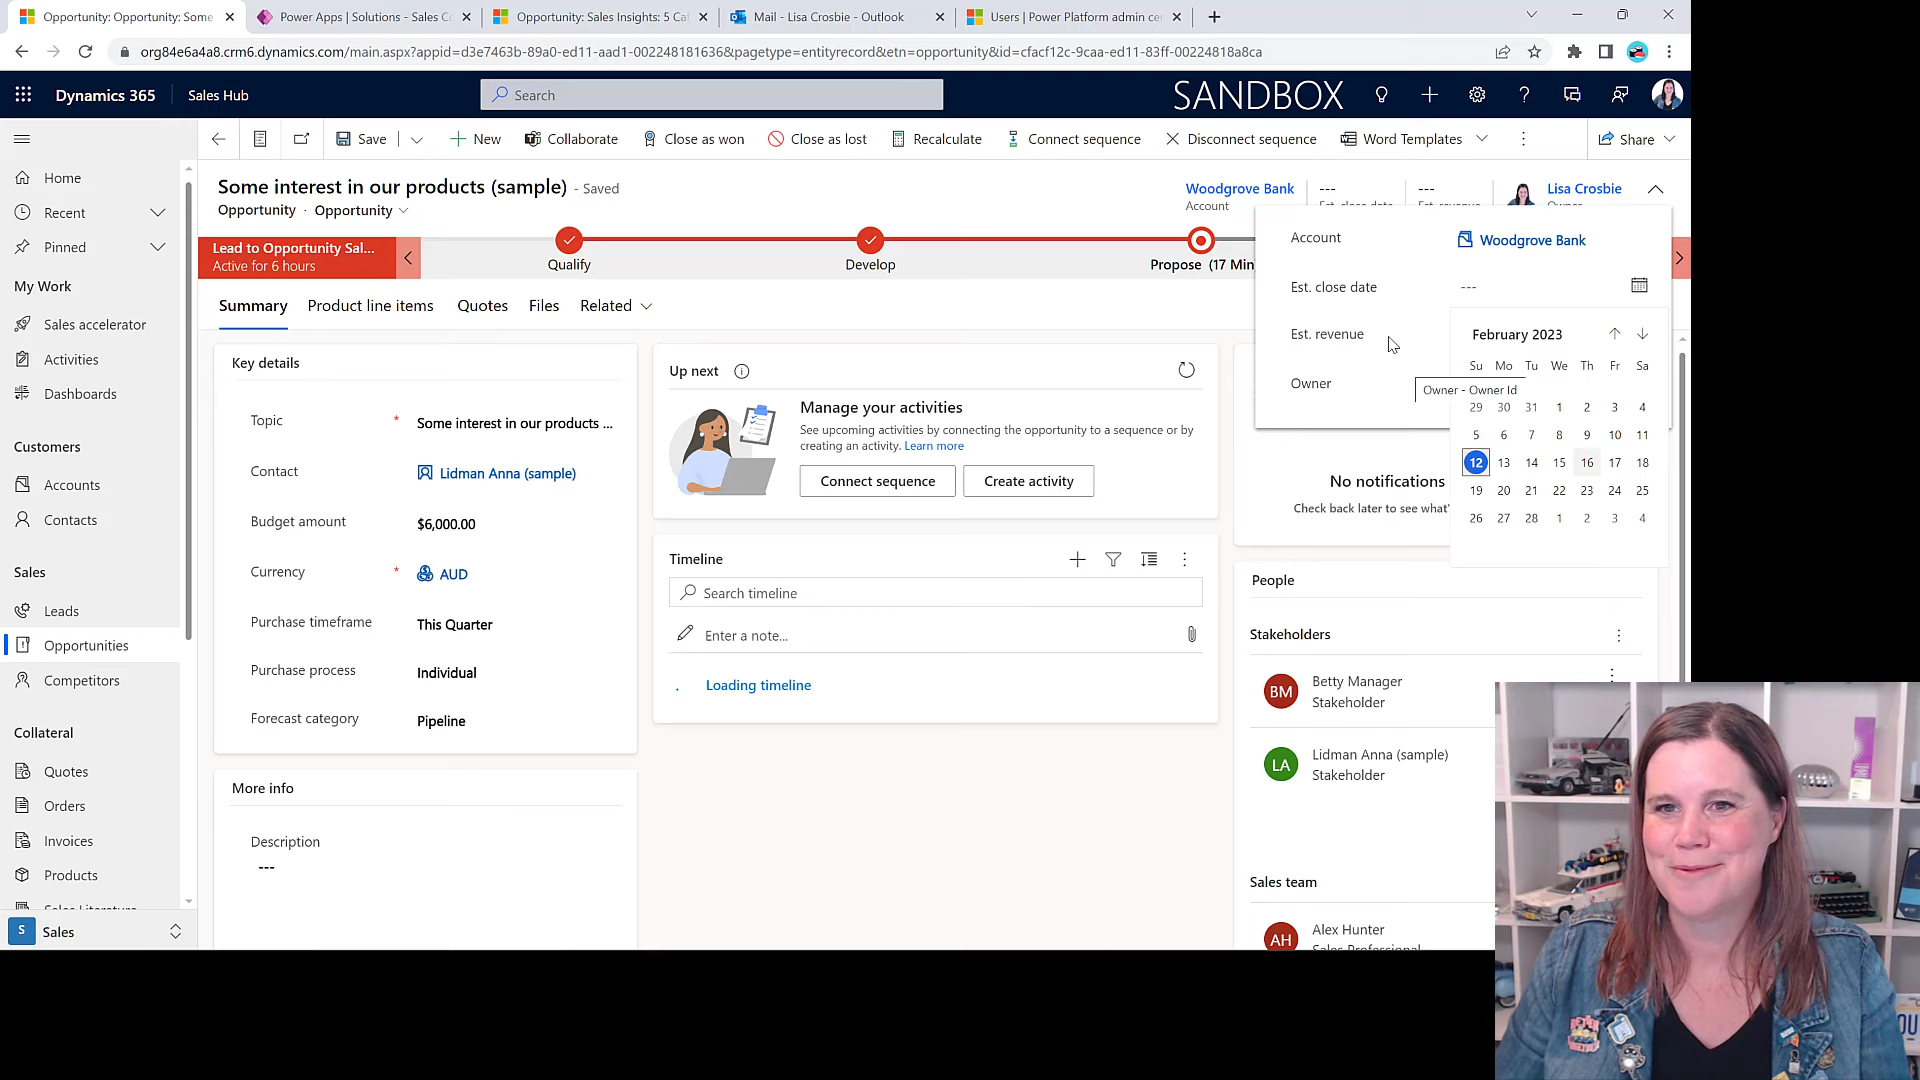 Opportunity: Opportunity: Some
Power Apps | Solutions - Sales Co
Opportunity: Sales Insights: 5 Ca
Mail - Lisa Crosbie - Outlook
Users | Power Platform admin ce
org84e6a4a8.crm6.dynamics.com/main.aspx?appid=d3e7463b-89a0-ed11-aad1-002248181636&pagetype=entityrecord&etn=opportunity&id=cfacf12c-9caa-ed11-83ff-00224818a8ca
Dynamics 365
Sales Hub
Search
SANDBOX
Save
New
Collaborate
Close as won
Close as lost
Recalculate
Connect sequence
Disconnect sequence
Word Templates
Share
Home
Recent
Pinned
My Work
Sales accelerator
Activities
Dashboards
Customers
Accounts
Contacts
Sales
Leads
Opportunities
Competitors
Collateral
Quotes
Orders
Invoices
Products
Sales Literature
S
Sales
Some interest in our products (sample) - Saved
Opportunity · Opportunity
Woodgrove Bank
Account
---
Est. close date
---
Est. revenue
Lisa Crosbie
Owner
Lead to Opportunity Sal...
Active for 6 hours
Qualify
Develop
Propose (17 Min
Summary
Product line items
Quotes
Files
Related
Key details
Topic
*
Some interest in our products ...
Contact
Lidman Anna (sample)
Budget amount
$6,000.00
Currency
*
AUD
Purchase timeframe
This Quarter
Purchase process
Individual
Forecast category
Pipeline
More info
Description
---
Up next
Manage your activities
See upcoming activities by connecting the opportunity to a sequence or by
creating an activity. Learn more
Connect sequence
Create activity
Timeline
Search timeline
Enter a note...
Loading timeline
Account
Woodgrove Bank
Est. close date
---
Est. revenue
Owner
Owner - Owner Id
February 2023
Su Mo Tu We Th Fr Sa
29 30 31 1 2 3 4
5 6 7 8 9 10 11
12 13 14 15 16 17 18
19 20 21 22 23 24 25
26 27 28 1 2 3 4
No notifications
Check back later to see what'
People
Stakeholders
BM
Betty Manager
Stakeholder
LA
Lidman Anna (sample)
Stakeholder
Sales team
AH
Alex Hunter
Sales Professional